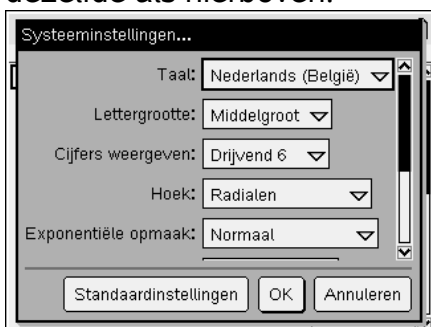 dezelfde als hierboven.
Systeeminstellingen...
Taal: Nederlands (België)
Lettergrootte: Middelgroot
Cijfers weergeven: Drijvend 6
Hoek: Radialen
Exponentiële opmaak: Normaal
Standaardinstellingen OK Annuleren